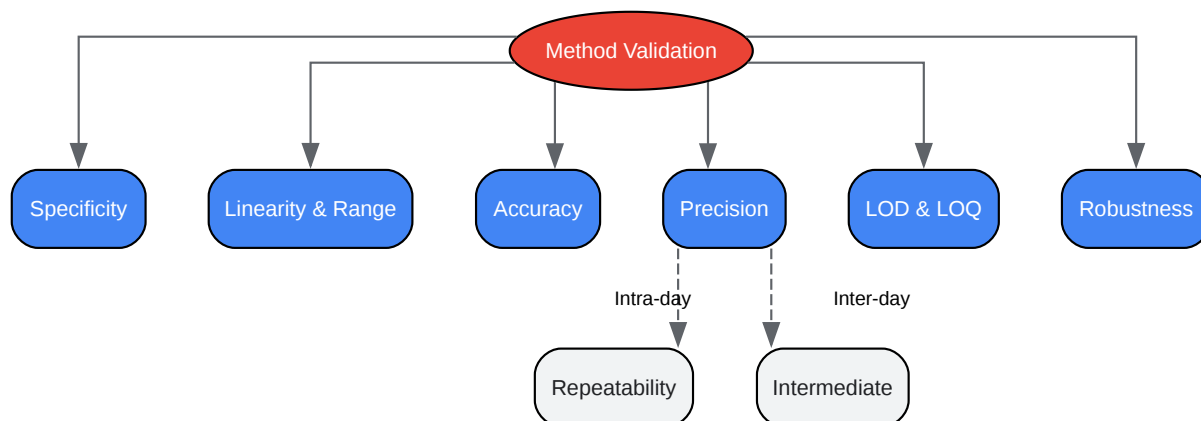 Method Validation
Specificity
Linearity & Range
Accuracy
Precision
LOD & LOQ
Robustness
Intra-day
Inter-day
Repeatability
Intermediate